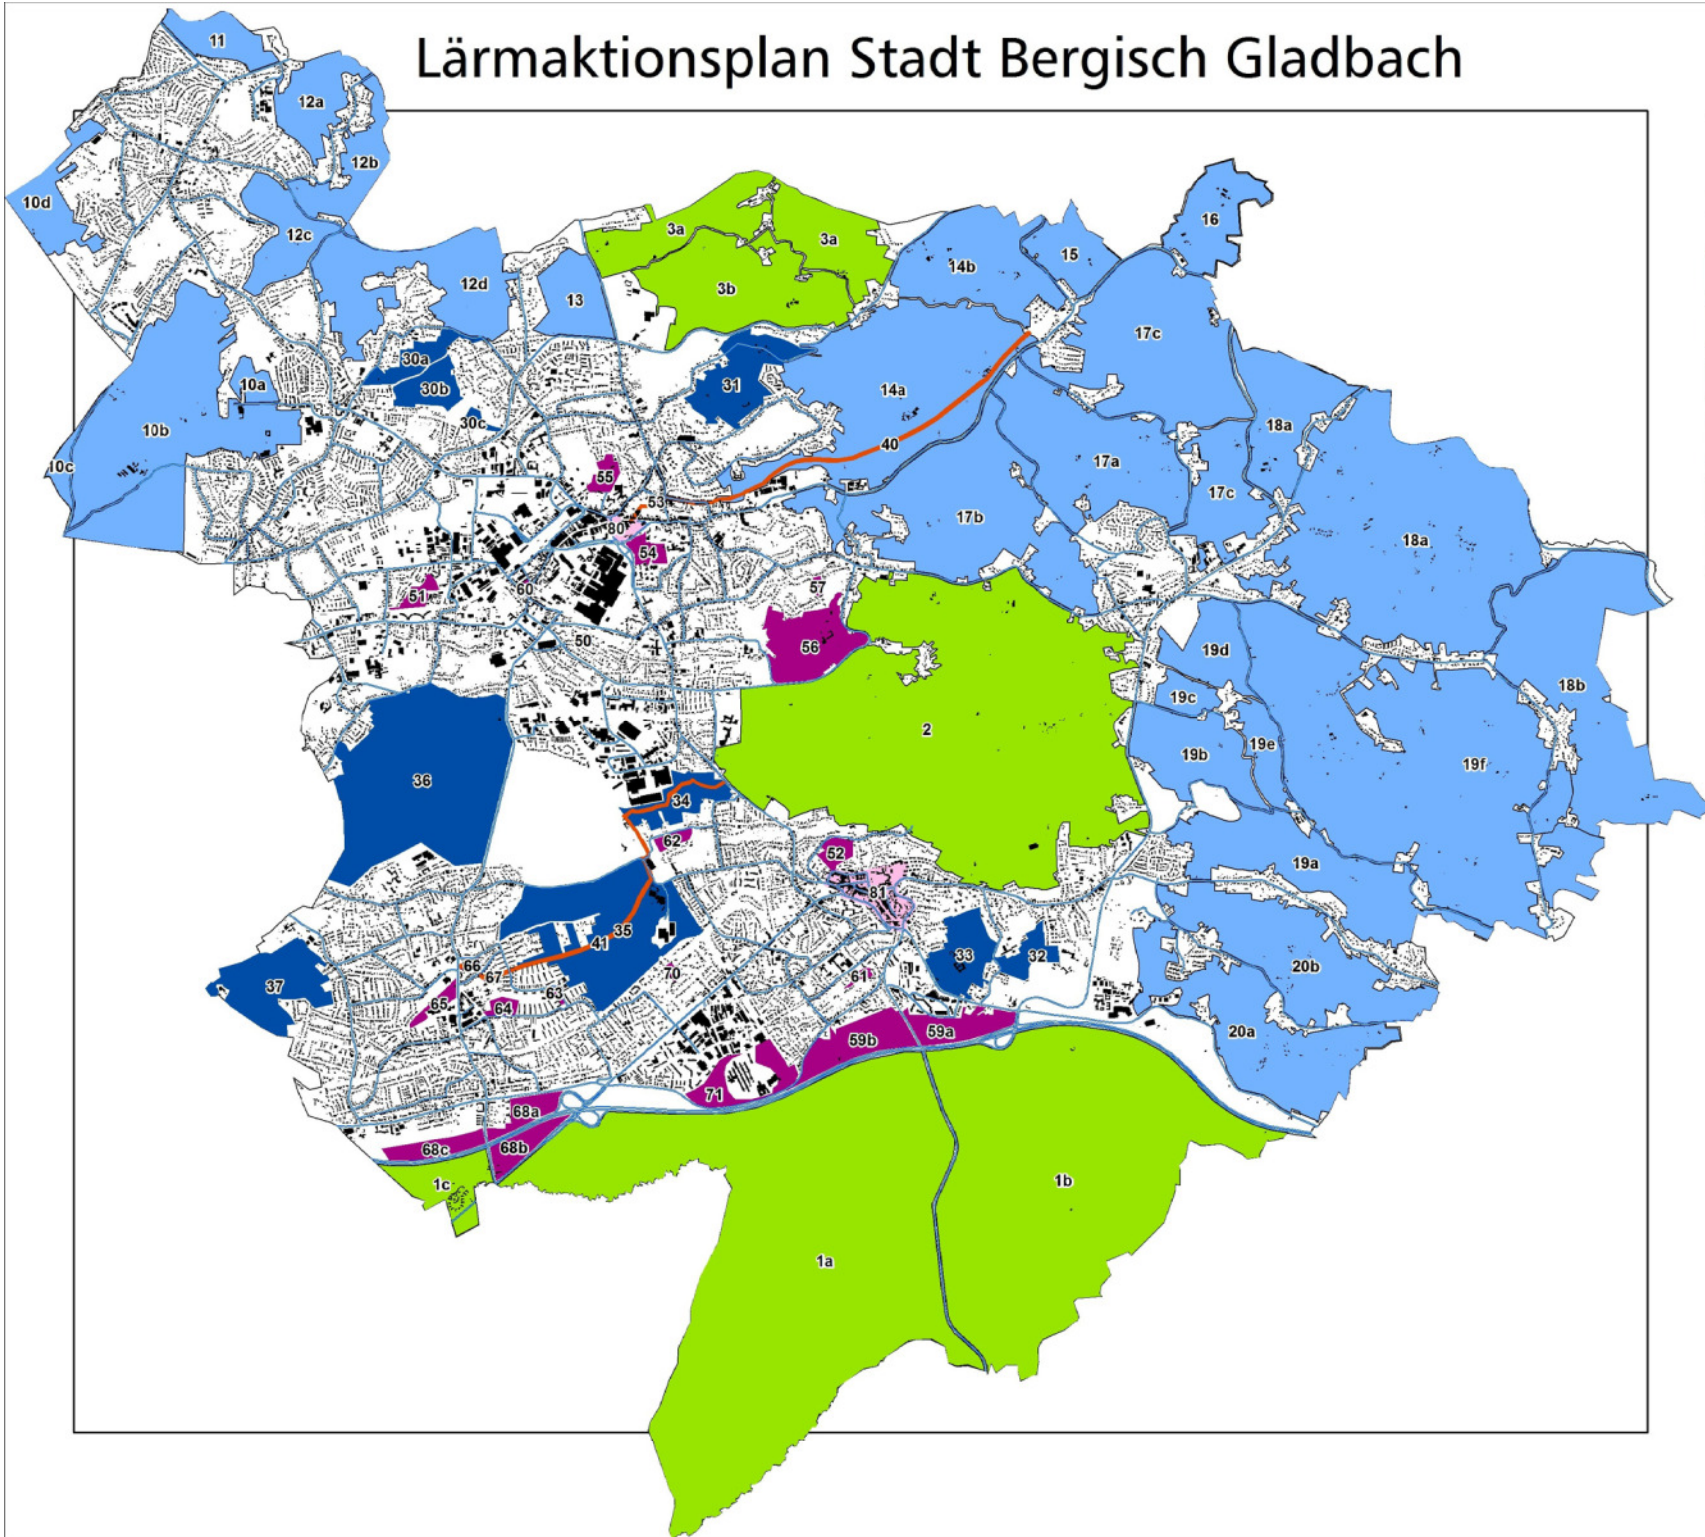 Lärmaktionsplan Stadt Bergisch Gladbach
11
12a
12b
10d
12c
16
3a
3a
15
14b
12d
13
3b
17c
30a
10a
30b
31
14a
30c
18a
10b
40
10c
17a
55
17c
53
17b
80
18a
54
57
51
60
50
56
19d
18b
19c
2
19b
19e
19f
36
34
62
52
19a
81
35
41
33
32
66
20b
67
70
61
37
63
65
64
59b
59a
20a
71
68a
68c
68b
1c
1b
1a